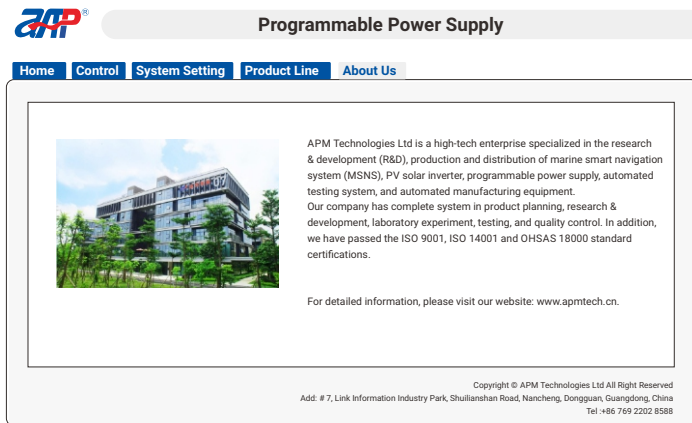 APM®
Programmable Power Supply
Home Control System Setting Product Line About Us
APM Technologies Ltd is a high-tech enterprise specialized in the research
& development (R&D), production and distribution of marine smart navigation
system (MSNS), PV solar inverter, programmable power supply, automated
testing system, and automated manufacturing equipment.
Our company has complete system in product planning, research &
development, laboratory experiment, testing, and quality control. In addition,
we have passed the ISO 9001, ISO 14001 and OHSAS 18000 standard
certifications.
For detailed information, please visit our website: www.apmtech.cn.
Copyright © APM Technologies Ltd All Right Reserved
Add: # 7, Link Information Industry Park, Shuilianshan Road, Nancheng, Dongguan, Guangdong, China
Tel :+86 769 2202 8588